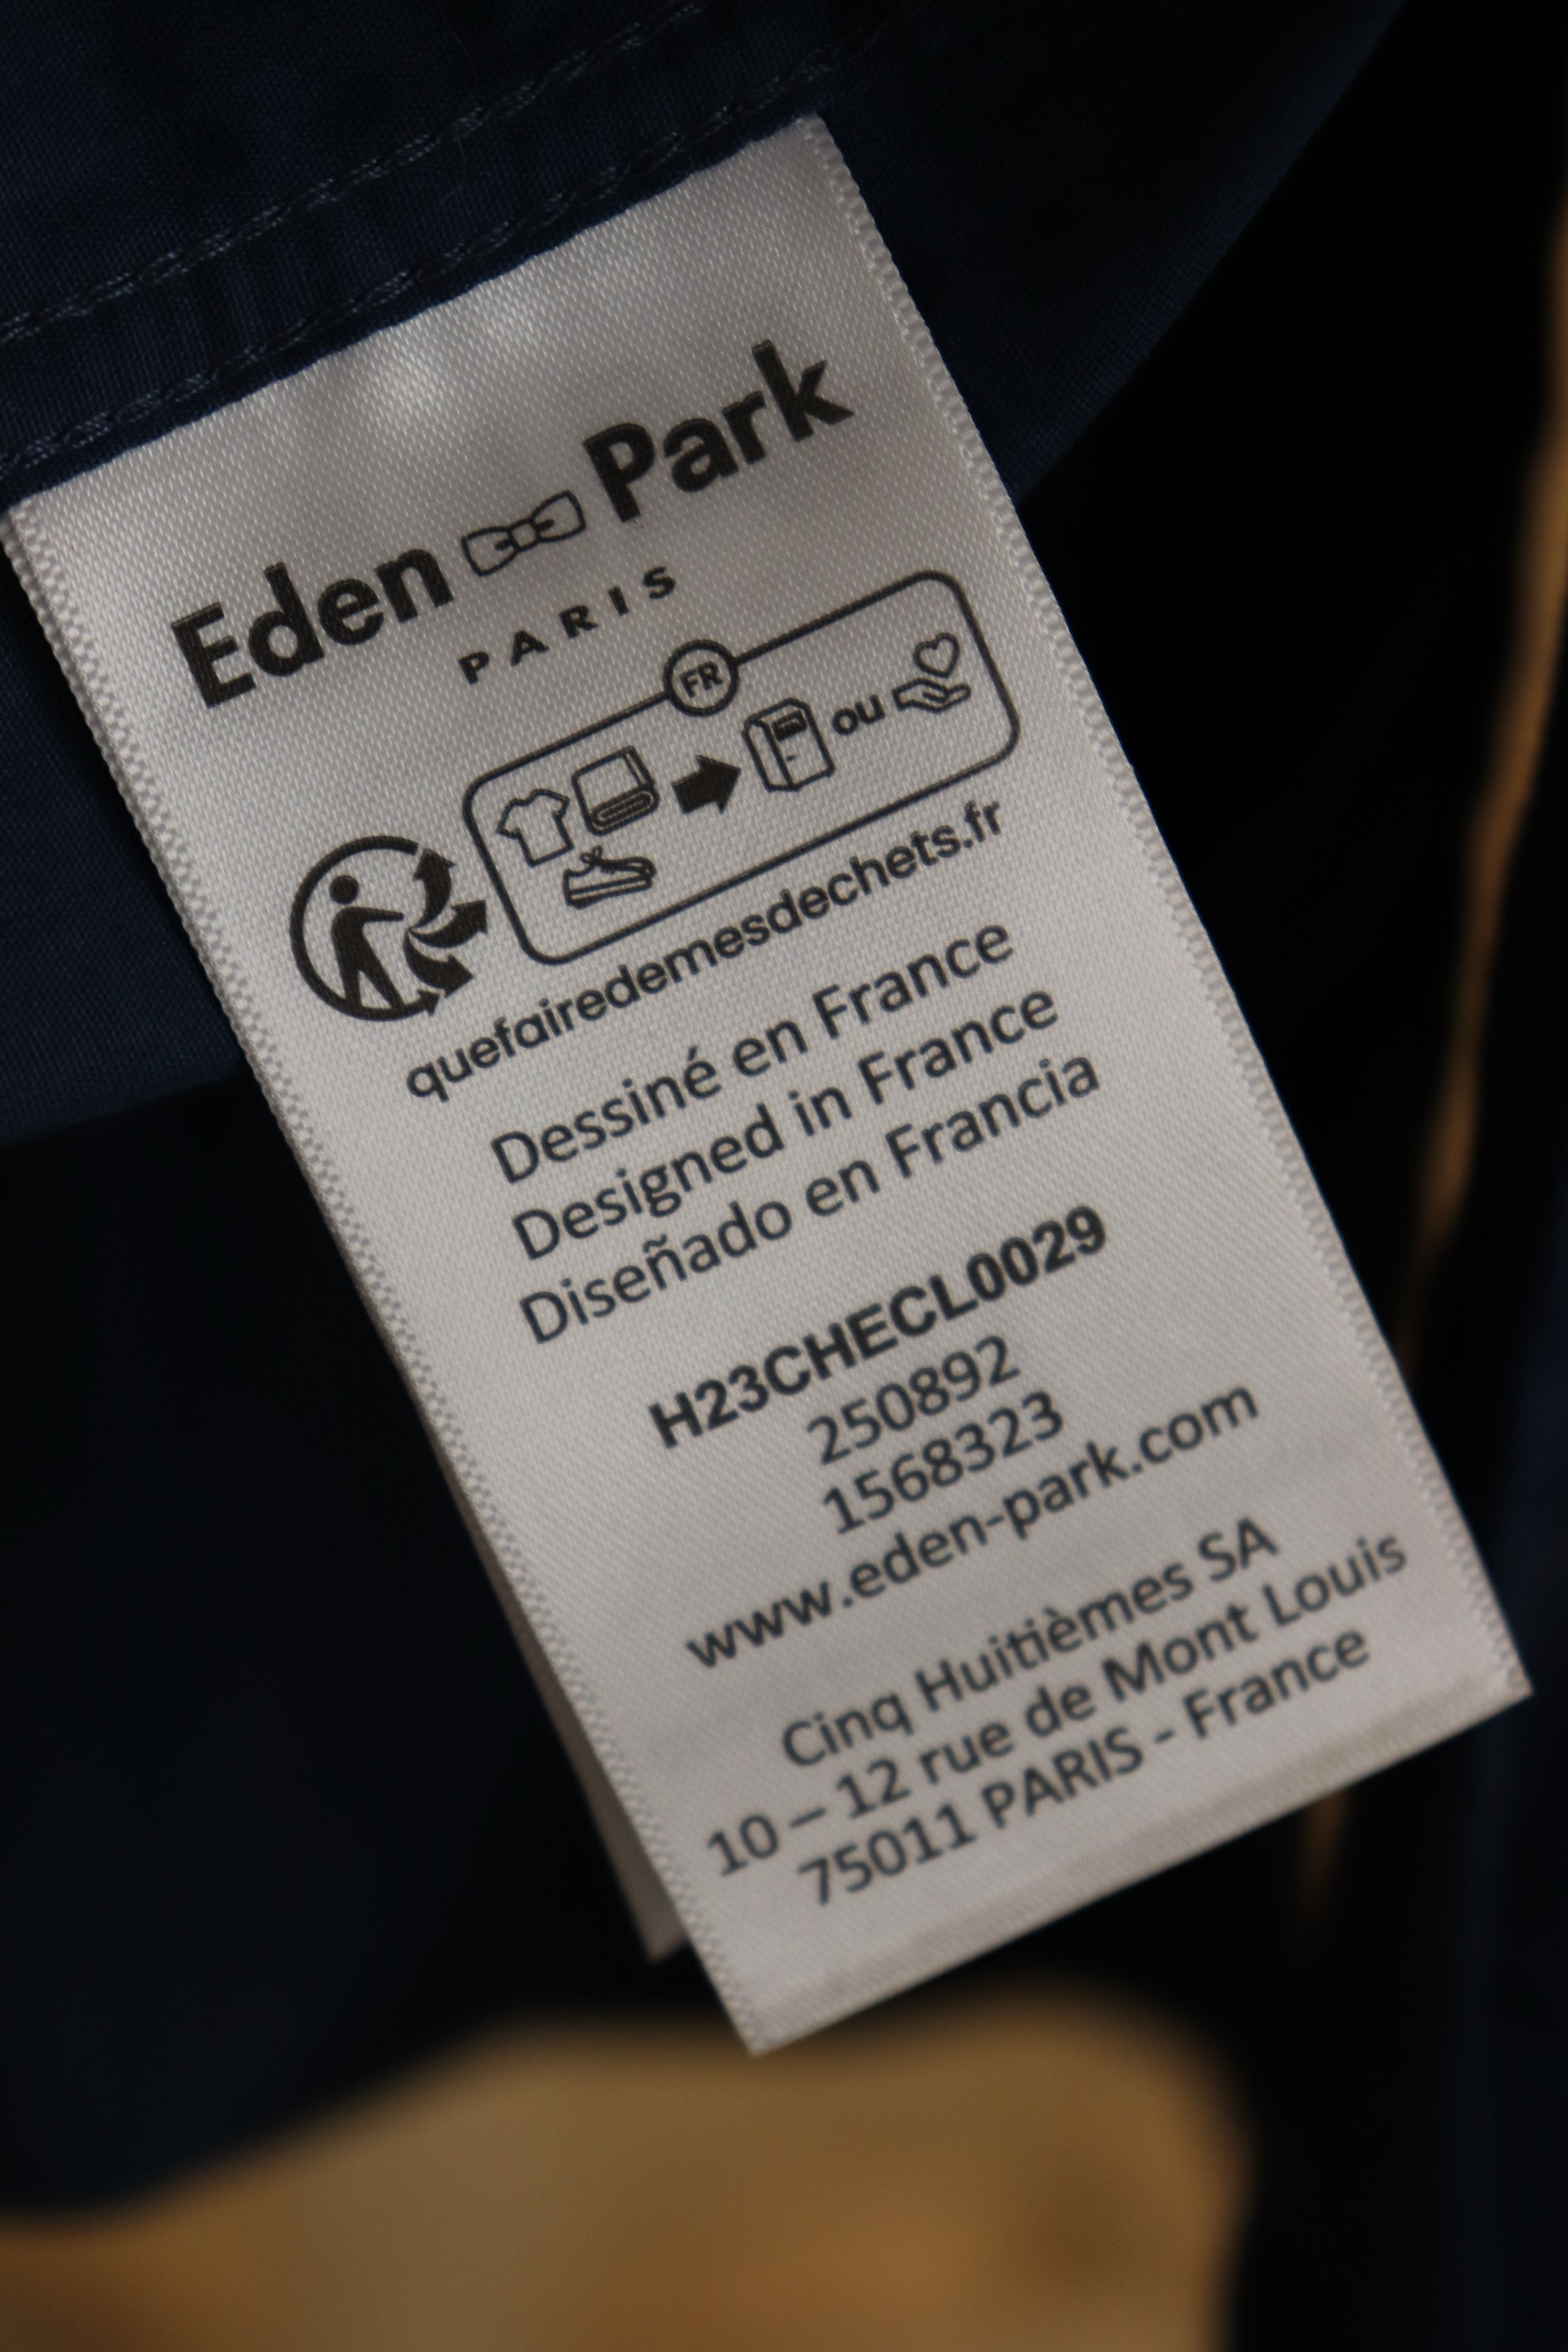 Eden Park
PARIS
FR
ou
quefairedemesdechets.fr
Dessiné en France
Designed in France
Diseñado en Francia
H23CHECL0029
250892
1568323
www.eden-park.com
Cinq Huitièmes SA
10 – 12 rue de Mont Louis
75011 PARIS - France